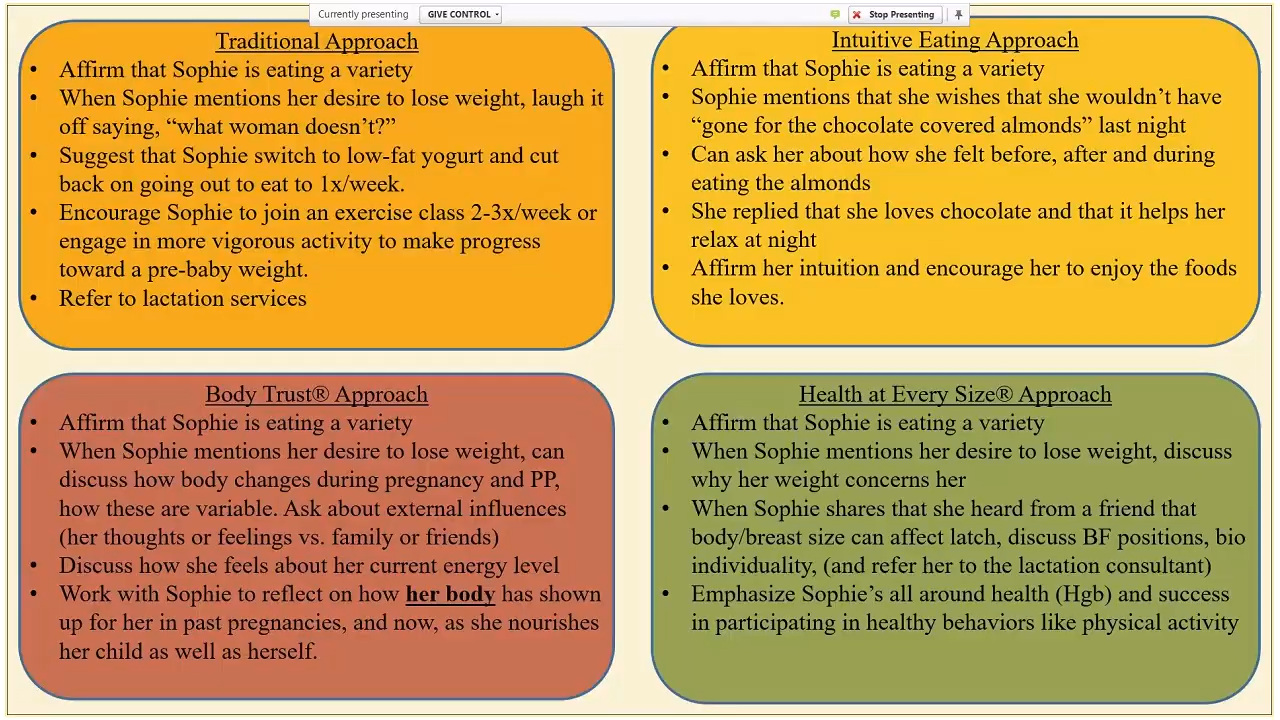 Currently presenting GIVE CONTROL Stop Presenting
Traditional Approach
• Affirm that Sophie is eating a variety
• When Sophie mentions her desire to lose weight, laugh it
off saying, “what woman doesn’t?”
• Suggest that Sophie switch to low-fat yogurt and cut
back on going out to eat to 1x/week.
• Encourage Sophie to join an exercise class 2-3x/week or
engage in more vigorous activity to make progress
toward a pre-baby weight.
• Refer to lactation services
Intuitive Eating Approach
• Affirm that Sophie is eating a variety
• Sophie mentions that she wishes that she wouldn’t have
“gone for the chocolate covered almonds” last night
• Can ask her about how she felt before, after and during
eating the almonds
• She replied that she loves chocolate and that it helps her
relax at night
• Affirm her intuition and encourage her to enjoy the foods
she loves.
Body Trust® Approach
• Affirm that Sophie is eating a variety
• When Sophie mentions her desire to lose weight, can
discuss how body changes during pregnancy and PP,
how these are variable. Ask about external influences
(her thoughts or feelings vs. family or friends)
• Discuss how she feels about her current energy level
• Work with Sophie to reflect on how her body has shown
up for her in past pregnancies, and now, as she nourishes
her child as well as herself.
Health at Every Size® Approach
• Affirm that Sophie is eating a variety
• When Sophie mentions her desire to lose weight, discuss
why her weight concerns her
• When Sophie shares that she heard from a friend that
body/breast size can affect latch, discuss BF positions, bio
individuality, (and refer her to the lactation consultant)
• Emphasize Sophie’s all around health (Hgb) and success
in participating in healthy behaviors like physical activity